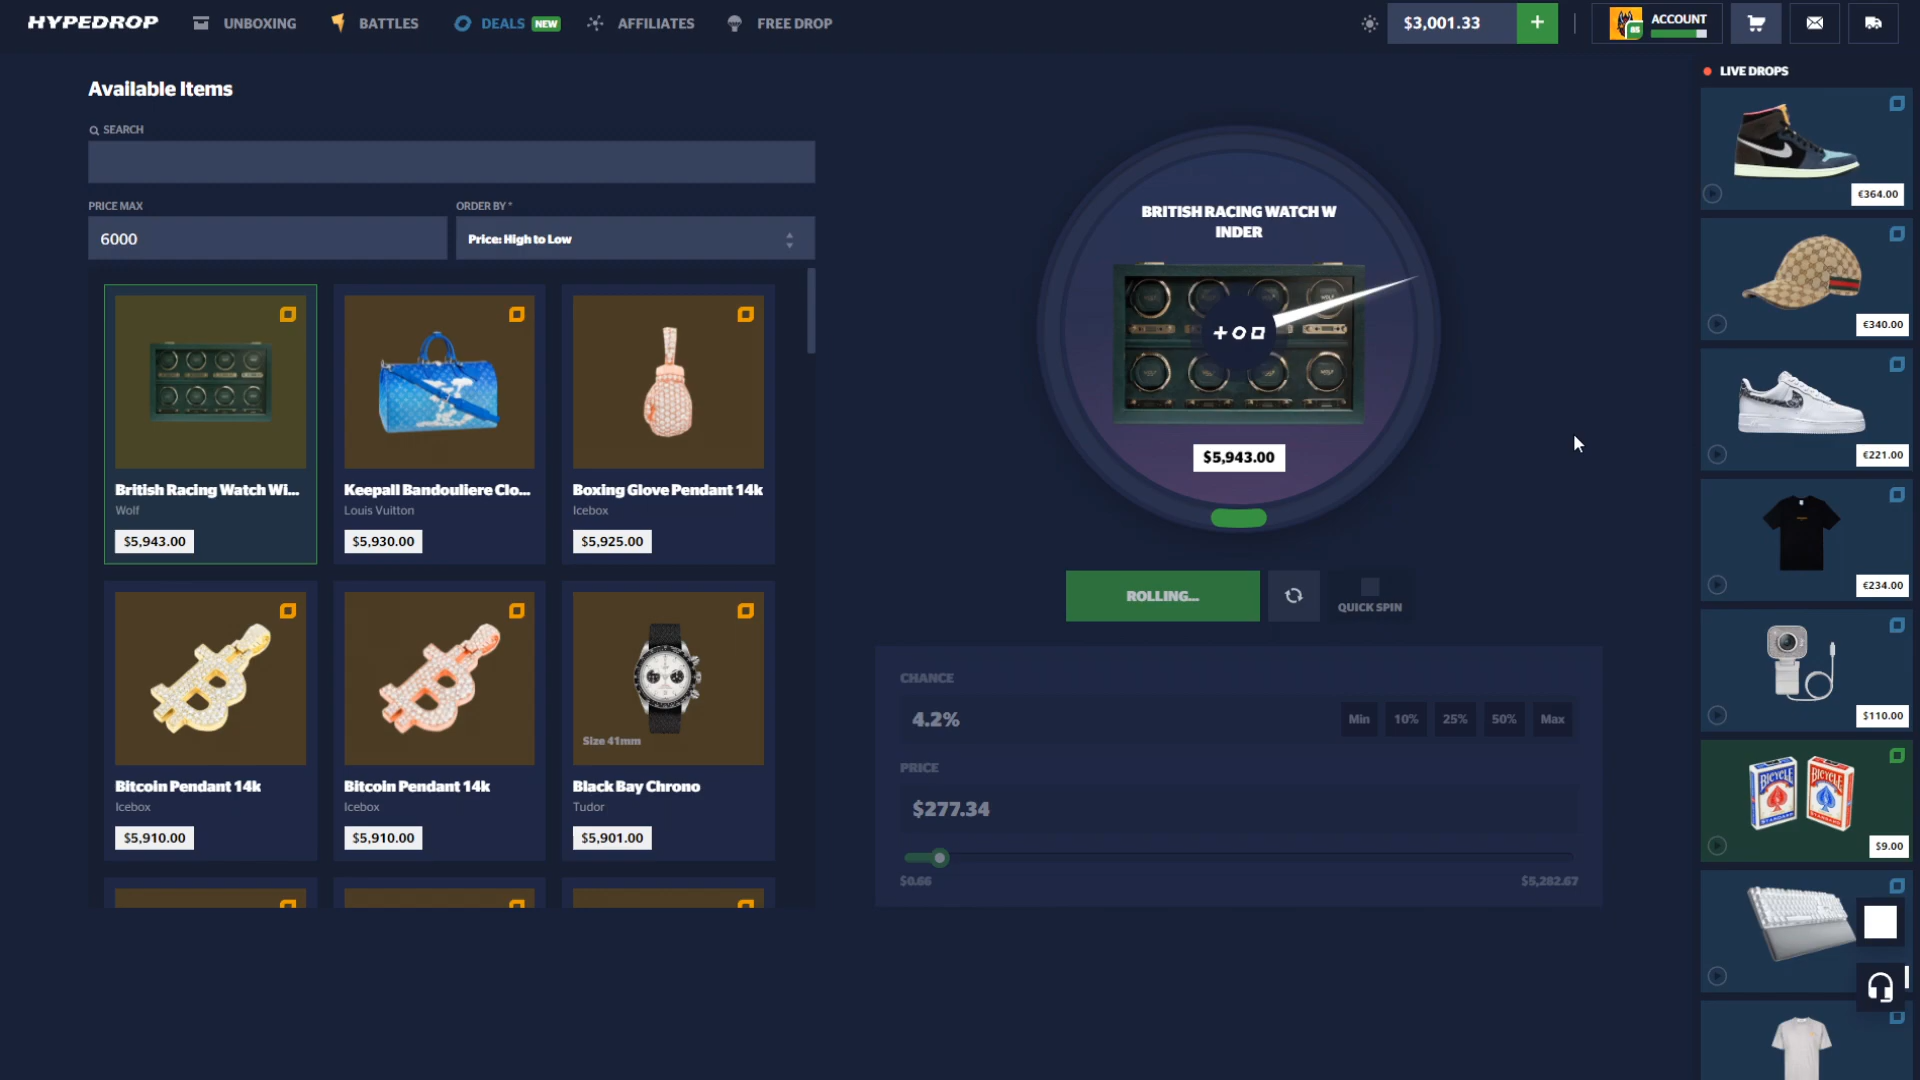 HYPEDROP
UNBOXING
BATTLES
DEALS NEW
AFFILIATES
FREE DROP
$3,001.33
+
85
ACCOUNT
Available Items
SEARCH
PRICE MAX
6000
ORDER BY *
Price: High to Low
British Racing Watch Wi...
Wolf
$5,943.00
Keepall Bandouliere Clo...
Louis Vuitton
$5,930.00
Boxing Glove Pendant 14k
Icebox
$5,925.00
Bitcoin Pendant 14k
Icebox
$5,910.00
Bitcoin Pendant 14k
Icebox
$5,910.00
Size 41mm
Black Bay Chrono
Tudor
$5,901.00
BRITISH RACING WATCH W
INDER
$5,943.00
ROLLING...
QUICK SPIN
CHANCE
4.2%
Min
10%
25%
50%
Max
PRICE
$277.34
$0.66
$5,282.67
LIVE DROPS
€364.00
€340.00
€221.00
€234.00
$110.00
BICYCLE
STANDARD
BICYCLE
STANDARD
$9.00